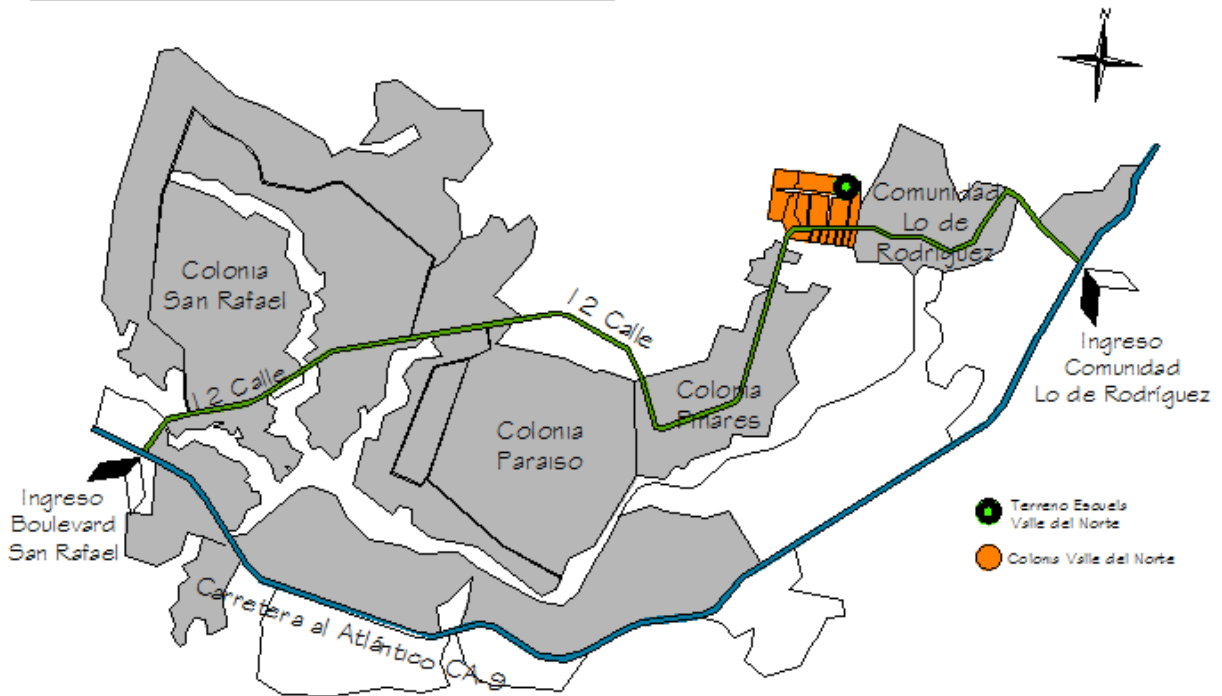 N
Colonia
San Rafael
12 Calle
12 Calle
Comunidad
Lo de
Rodríguez
Colonia
Pinares
Colonia
Paraiso
Ingreso
Comunidad
Lo de Rodríguez
Ingreso
Boulevard
San Rafael
Carretera al Atlántico CA-9
Terreno Escuela
Valle del Norte
Colonia Valle del Norte